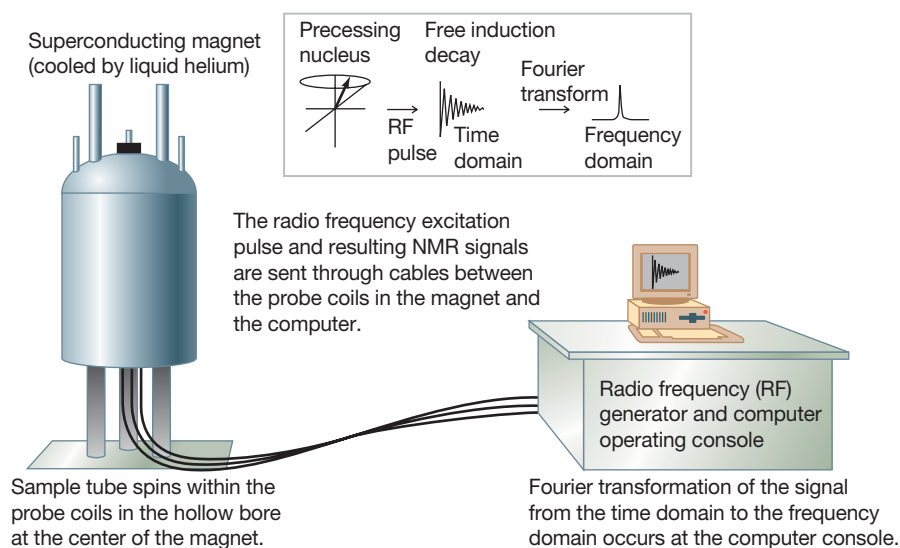 Superconducting magnet
(cooled by liquid helium)
Precessing
nucleus
RF
pulse
Free induction
decay
Time
domain
Fourier
transform
Frequency
domain
The radio frequency excitation
pulse and resulting NMR signals
are sent through cables between
the probe coils in the magnet and
the computer.
Radio frequency (RF)
generator and computer
operating console
Sample tube spins within the
probe coils in the hollow bore
at the center of the magnet.
Fourier transformation of the signal
from the time domain to the frequency
domain occurs at the computer console.